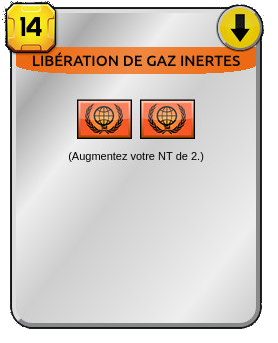 14
LIBÉRATION DE GAZ INERTES
(Augmentez votre NT de 2.)